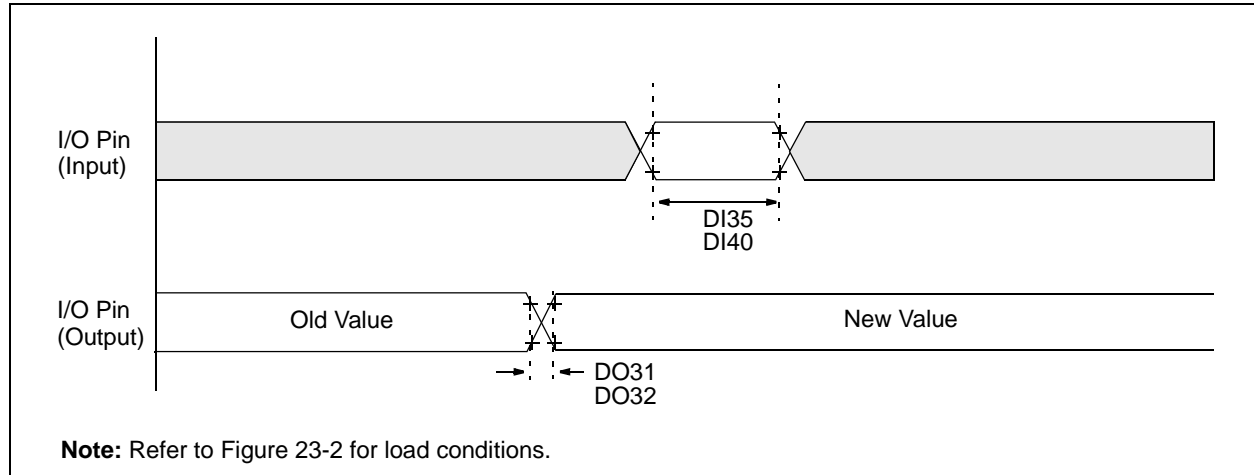 I/O Pin
(Input)
DI35
DI40
I/O Pin
(Output)
Old Value
New Value
DO31
DO32
Note: Refer to Figure 23-2 for load conditions.